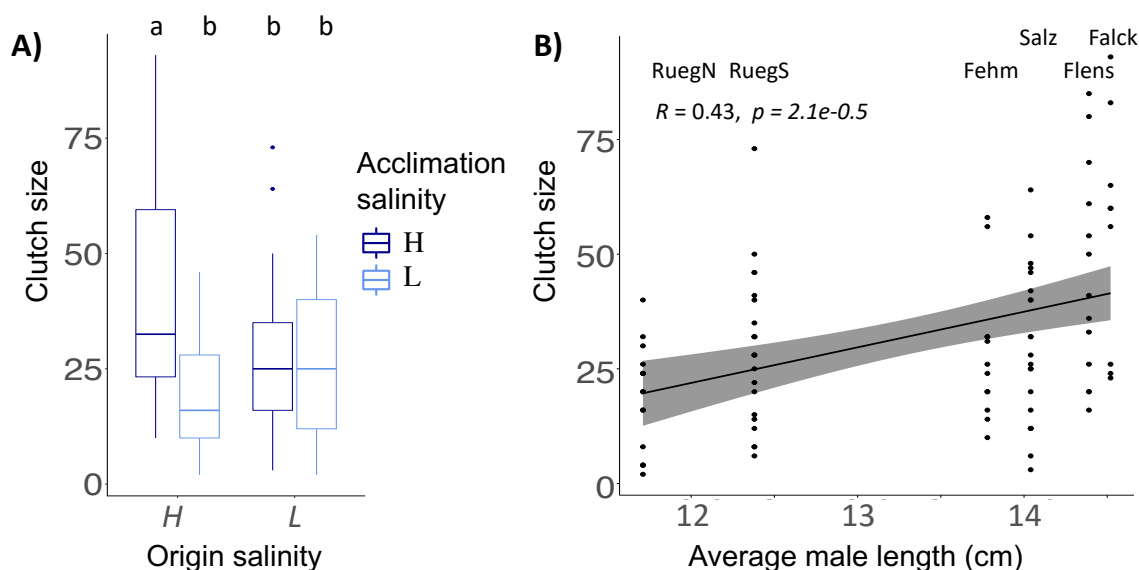 A)
a b b b
Clutch size
75
50
25
0
H L
Origin salinity
Acclimation
salinity
H
L
B)
Salz Falck
RuegN RuegS Fehm Flens
R = 0.43, p = 2.1e-0.5
Clutch size
75
50
25
0
12 13 14
Average male length (cm)